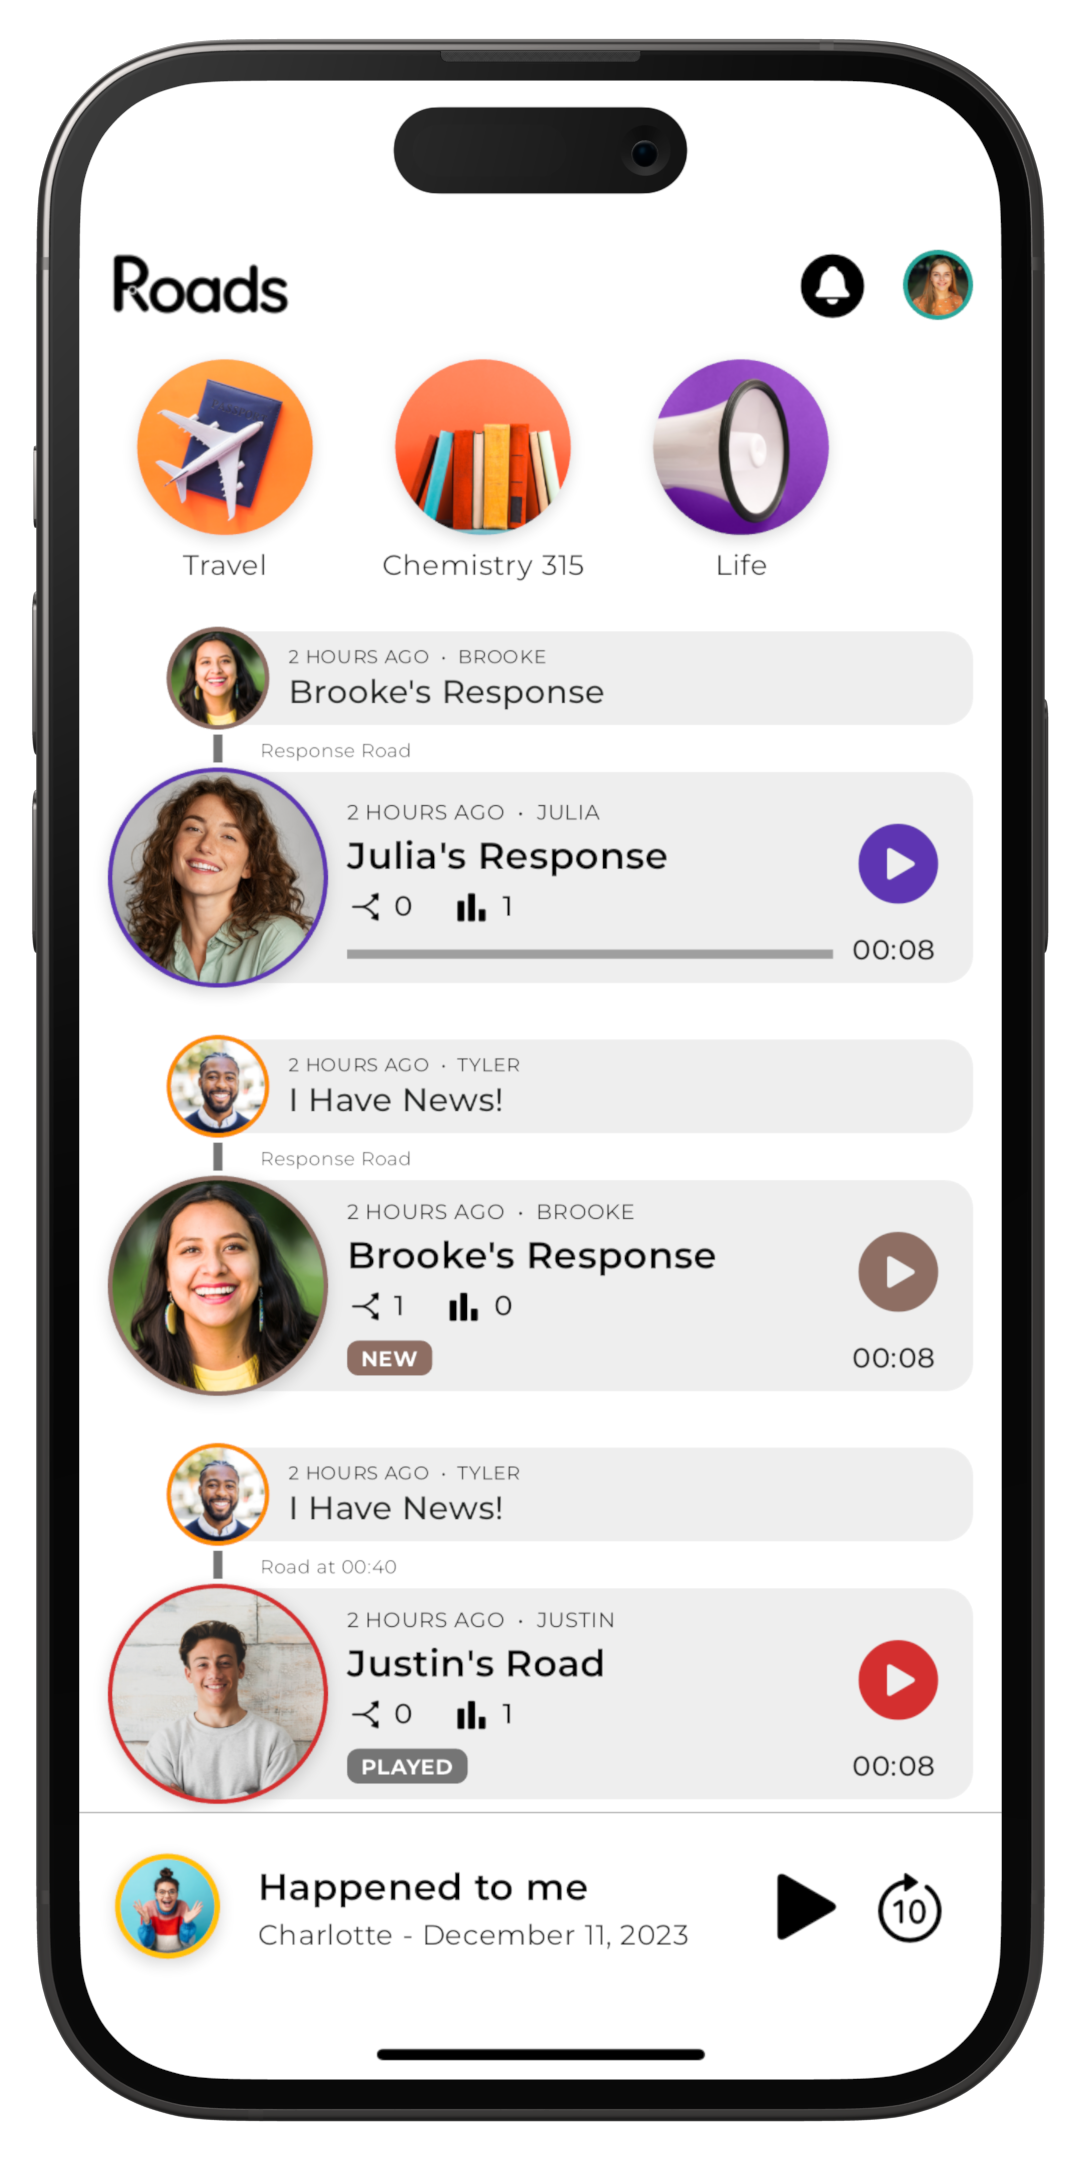 Roads
Travel
Chemistry 315
Life
2 HOURS AGO • BROOKE
Brooke's Response
Response Road
2 HOURS AGO • JULIA
Julia's Response
0 1
00:08
2 HOURS AGO • TYLER
I Have News!
Response Road
2 HOURS AGO • BROOKE
Brooke's Response
1 0
NEW
00:08
2 HOURS AGO • TYLER
I Have News!
Road at 00:40
2 HOURS AGO • JUSTIN
Justin's Road
0 1
PLAYED
00:08
Happened to me
Charlotte - December 11, 2023
10